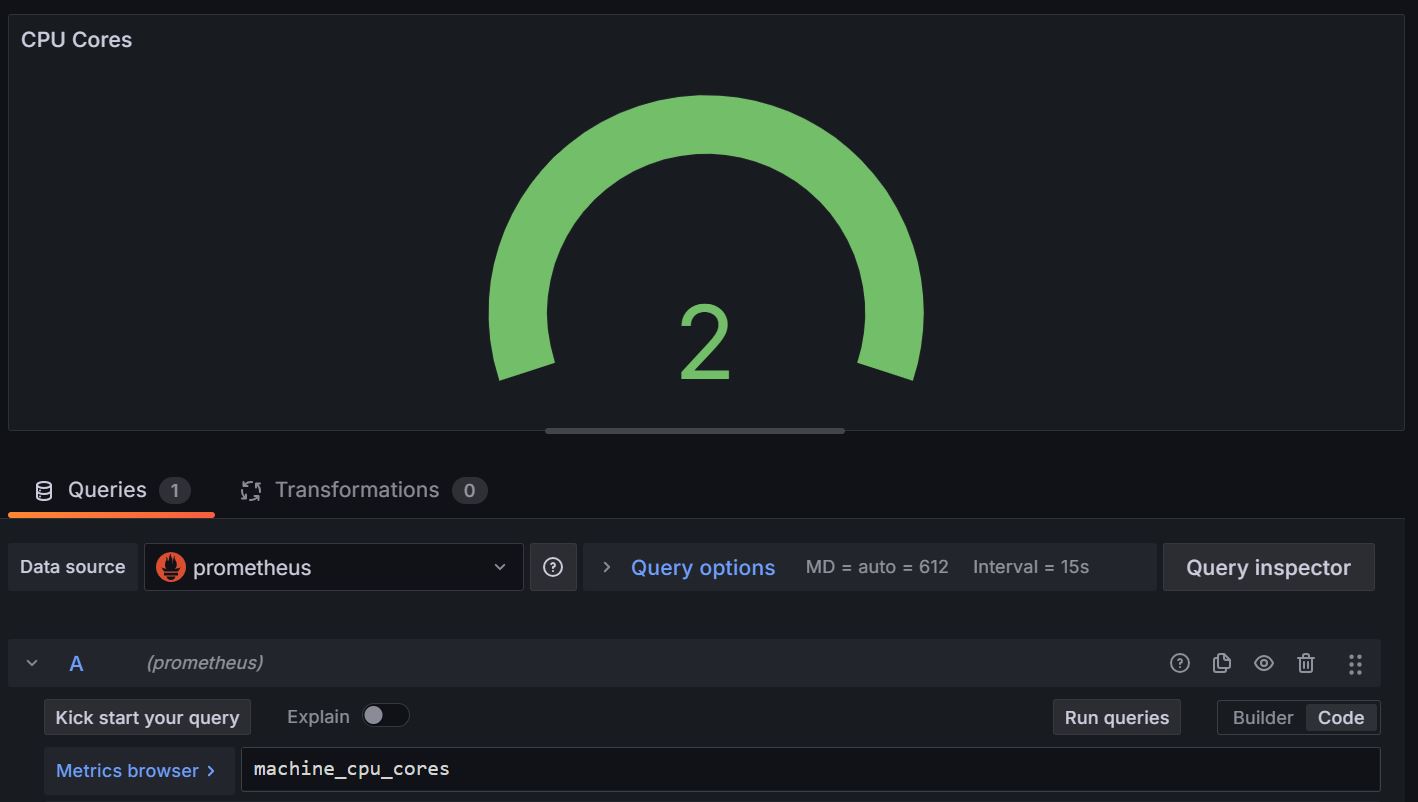 CPU Cores
2
Queries 1 Transformations 0
Data source prometheus Query options MD = auto = 612 Interval = 15s Query inspector
A (prometheus)
Kick start your query Explain Run queries Builder Code
Metrics browser > machine_cpu_cores